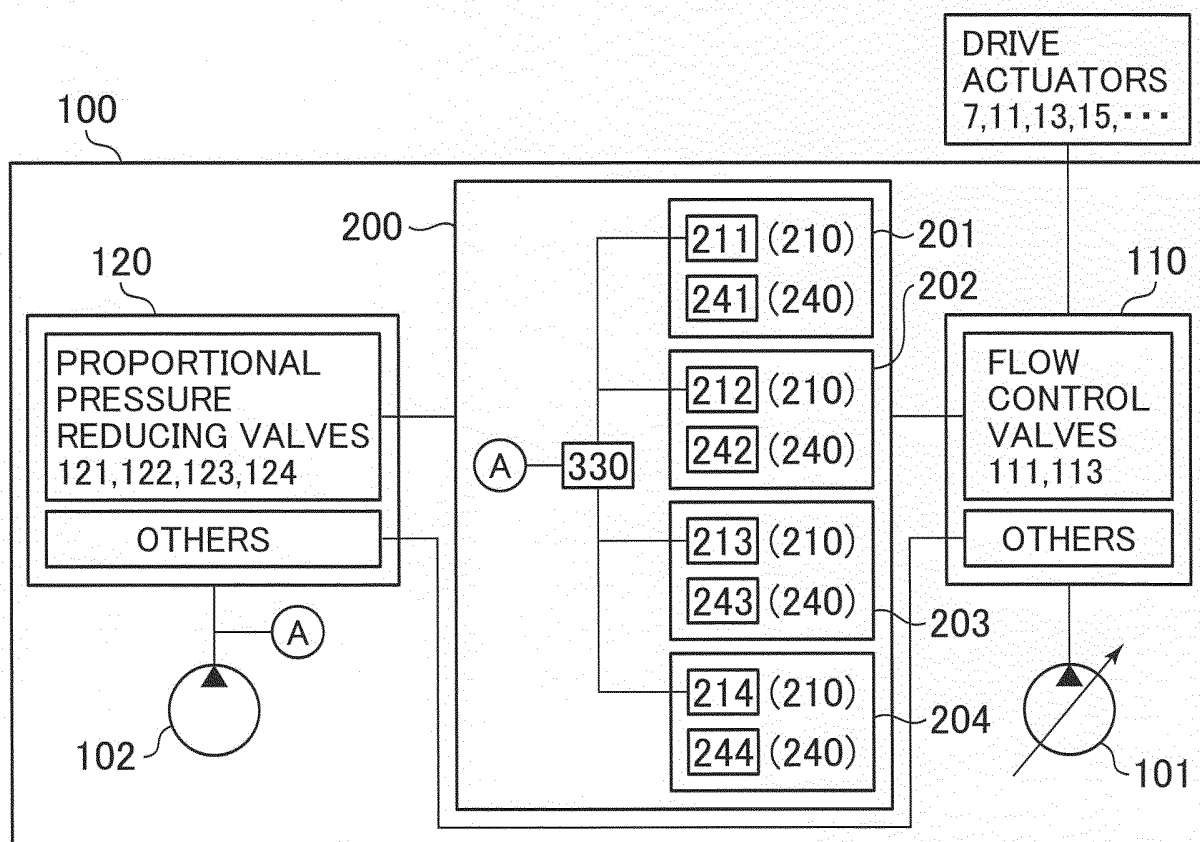 DRIVE
ACTUATORS
7,11,13,15,･･･
100
200
211 (210)
201
241 (240)
202
120
110
PROPORTIONAL
PRESSURE
REDUCING VALVES
121,122,123,124
OTHERS
A
330
212 (210)
242 (240)
FLOW
CONTROL
VALVES
111,113
OTHERS
213 (210)
243 (240)
203
A
102
214 (210)
204
244 (240)
101